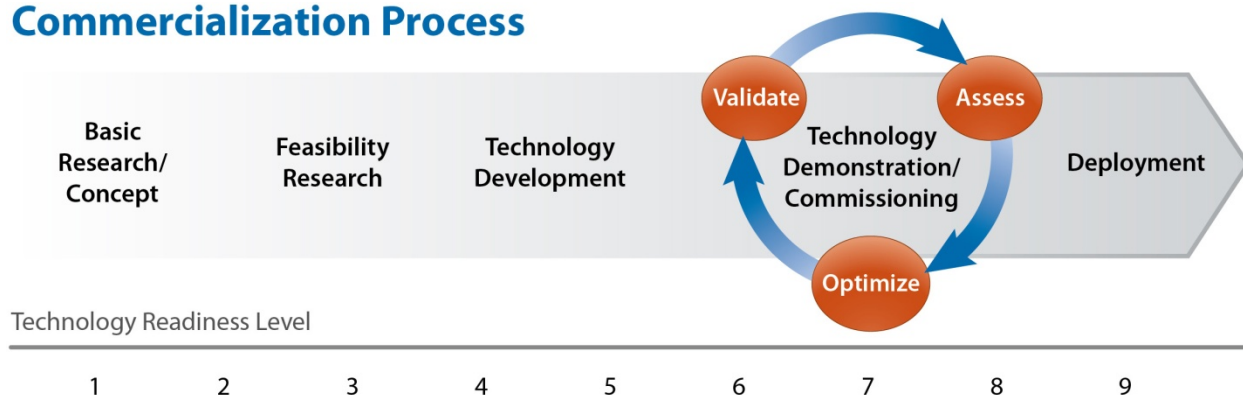 Commercialization Process
Basic
Research/
Concept
Feasibility
Research
Technology
Development
Validate
Assess
Technology
Demonstration/
Commissioning
Optimize
Deployment
Technology Readiness Level
1 2 3 4 5 6 7 8 9